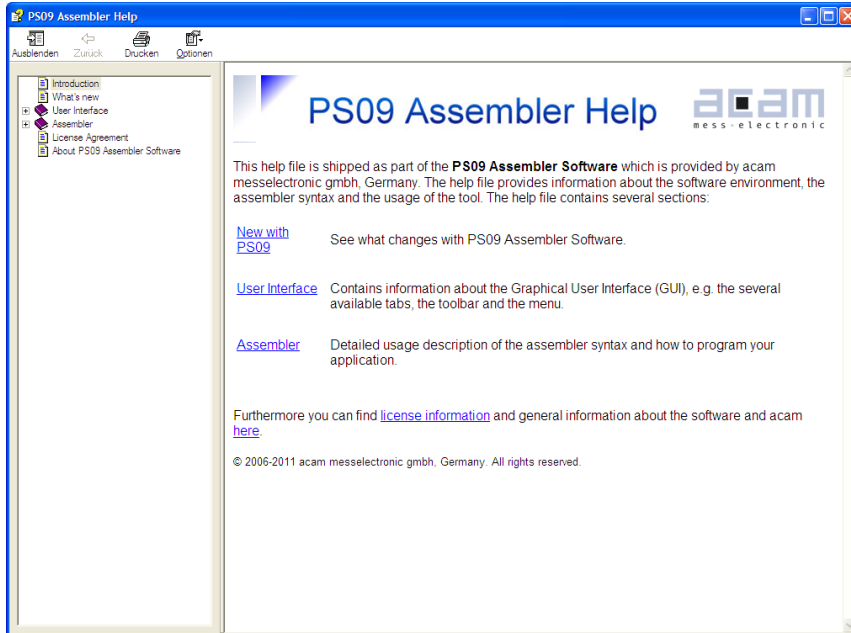 PS09 Assembler Help
Ausblenden Zurück Drucken Optionen
Introduction
What's new
User Interface
Assembler
License Agreement
About PS09 Assembler Software
PS09 Assembler Help
acam
mess-electronic
This help file is shipped as part of the PS09 Assembler Software which is provided by acam
messelectronic gmbh, Germany. The help file provides information about the software environment, the
assembler syntax and the usage of the tool. The help file contains several sections:
New with
PS09
See what changes with PS09 Assembler Software.
User Interface
Contains information about the Graphical User Interface (GUI), e.g. the several
available tabs, the toolbar and the menu.
Assembler
Detailed usage description of the assembler syntax and how to program your
application.
Furthermore you can find license information and general information about the software and acam
here.
© 2006-2011 acam messelectronic gmbh, Germany. All rights reserved.